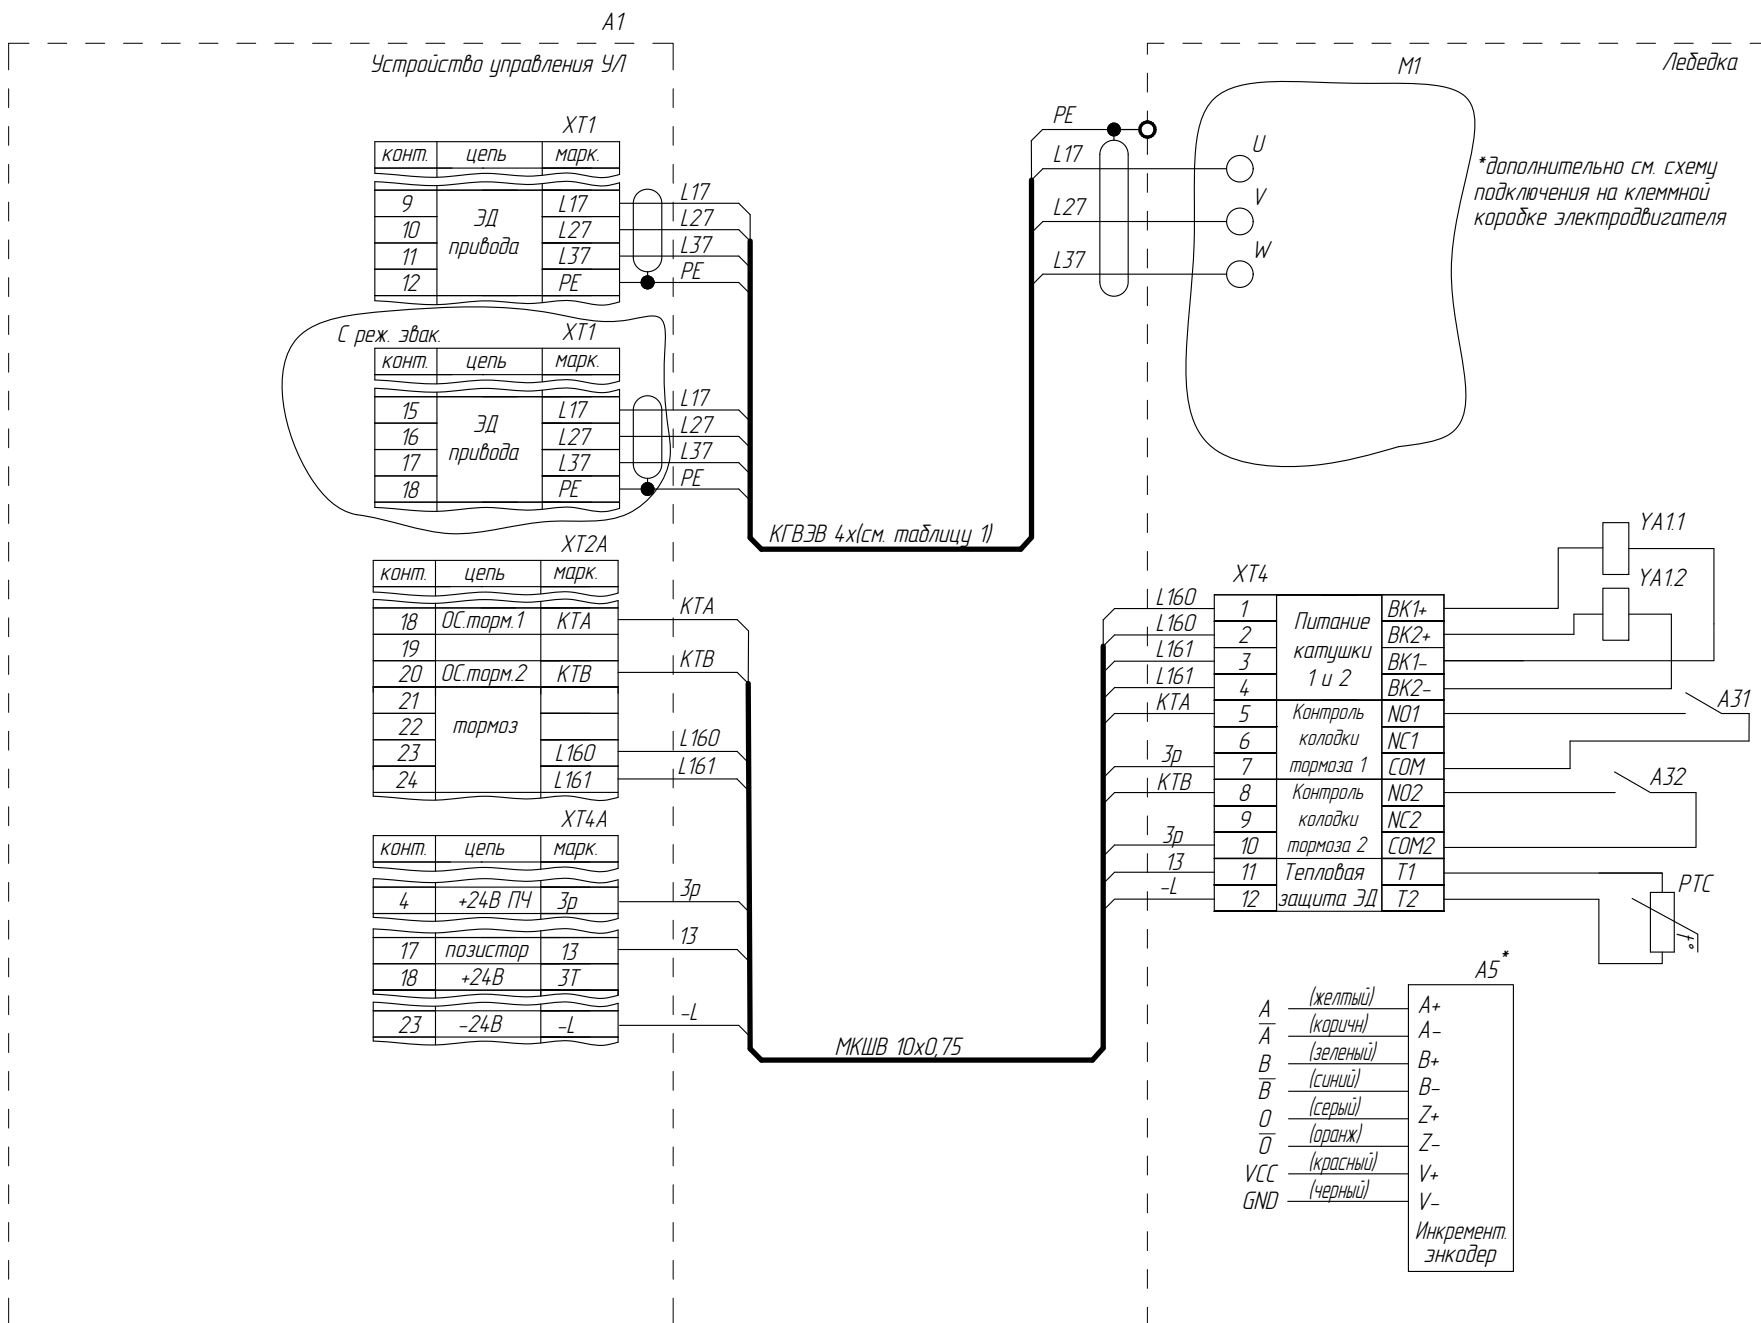 А1
Устройство управления УЛ
ХТ1
конт. цепь марк.
9 L17
10 ЭД L27
11 привода L37
12 PE
L17
L27
L37
PE
С реж. эвак. ХТ1
конт. цепь марк.
15 L17
16 ЭД L27
17 привода L37
18 PE
L17
L27
L37
PE
КГВЭВ 4х(см. таблицу 1)
ХТ2А
конт. цепь марк.
18 ОС.торм.1 КТА
19
20 ОС.торм.2 КТВ
21
22 тормоз
23 L160
24 L161
КТА
КТВ
L160
L161
ХТ4А
конт. цепь марк.
4 +24В ПЧ 3р
17 позистор 13
18 +24В 3Т
23 -24В -L
3р
13
-L
МКШВ 10х0,75
Лебедка
М1
PE
L17
L27
L37
U
V
W
*дополнительно см. схему
подключения на клеммной
коробке электродвигателя
ХТ4
L160 1 ВК1+
L160 2 Питание ВК2+
L161 3 катушки ВК1-
L161 4 1 и 2 ВК2-
КТА 5 Контроль NO1
6 колодки NC1
3р 7 тормоза 1 COM
КТВ 8 Контроль NO2
9 колодки NC2
3р 10 тормоза 2 COM2
13 11 Тепловая Т1
-L 12 защита ЭД Т2
YA1.1
YA1.2
А31
А32
РТС
t°
А5*
A (желтый) A+
A (коричн) A-
B (зеленый) B+
B (синий) B-
0 (серый) Z+
0 (оранж) Z-
VCC (красный) V+
GND (черный) V-
Инкремент.
энкодер